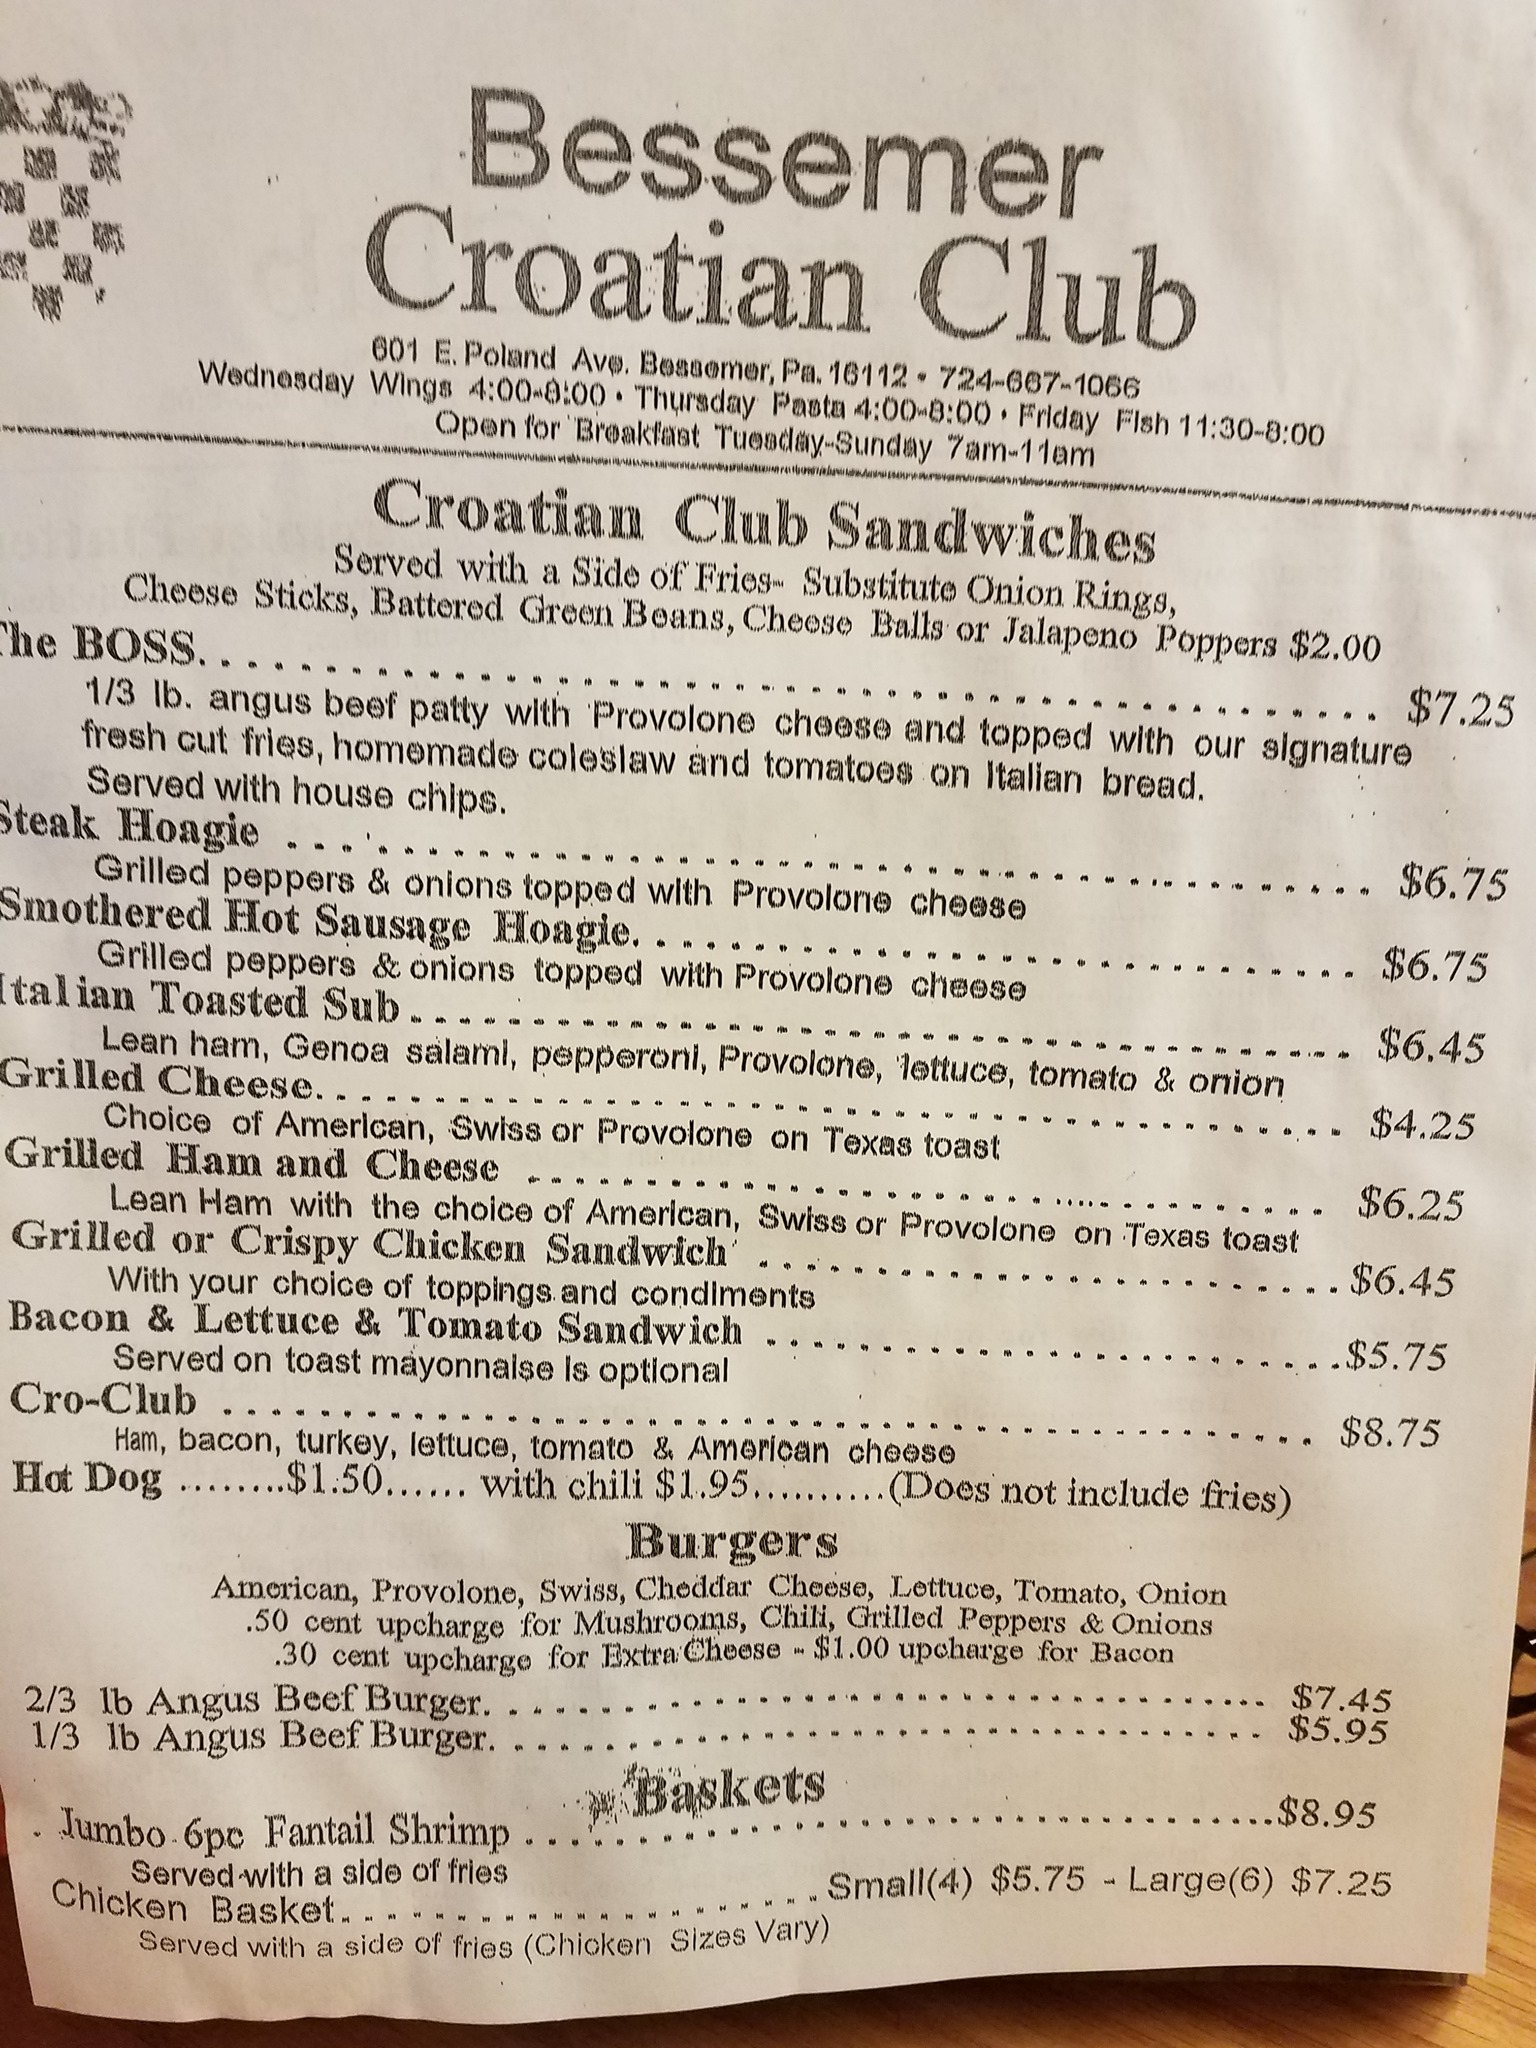 Bessemer
Croatian Club
601 E. Poland Ave. Bessemer, Pa. 16112 • 724-667-1066
Wednesday Wings 4:00-8:00 • Thursday Pasta 4:00-8:00 • Friday Fish 11:30-8:00
Open for Breakfast Tuesday-Sunday 7am-11am
Croatian Club Sandwiches
Served with a Side of Fries- Substitute Onion Rings,
Cheese Sticks, Battered Green Beans, Cheese Balls or Jalapeno Poppers $2.00
The BOSS.......................................... $7.25
1/3 lb. angus beef patty with Provolone cheese and topped with our signature
fresh cut fries, homemade coleslaw and tomatoes on Italian bread.
Served with house chips.
Steak Hoagie .......................................... $6.75
Grilled peppers & onions topped with Provolone cheese
Smothered Hot Sausage Hoagie............................ $6.75
Grilled peppers & onions topped with Provolone cheese
Italian Toasted Sub.................................... $6.45
Lean ham, Genoa salami, pepperoni, Provolone, lettuce, tomato & onion
Grilled Cheese......................................... $4.25
Choice of American, Swiss or Provolone on Texas toast
Grilled Ham and Cheese ................................. $6.25
Lean Ham with the choice of American, Swiss or Provolone on Texas toast
Grilled or Crispy Chicken Sandwich .......................$6.45
With your choice of toppings and condiments
Bacon & Lettuce & Tomato Sandwich .......................$5.75
Served on toast mayonnaise is optional
Cro-Club .......................................... $8.75
Ham, bacon, turkey, lettuce, tomato & American cheese
Hot Dog ........$1.50...... with chili $1.95..........(Does not include fries)
Burgers
American, Provolone, Swiss, Cheddar Cheese, Lettuce, Tomato, Onion
.50 cent upcharge for Mushrooms, Chili, Grilled Peppers & Onions
.30 cent upcharge for Extra Cheese - $1.00 upcharge for Bacon
2/3 lb Angus Beef Burger................................ $7.45
1/3 lb Angus Beef Burger................................ $5.95
Baskets
Jumbo 6pc Fantail Shrimp ................................$8.95
Served with a side of fries
Chicken Basket.....................Small(4) $5.75 - Large(6) $7.25
Served with a side of fries (Chicken Sizes Vary)